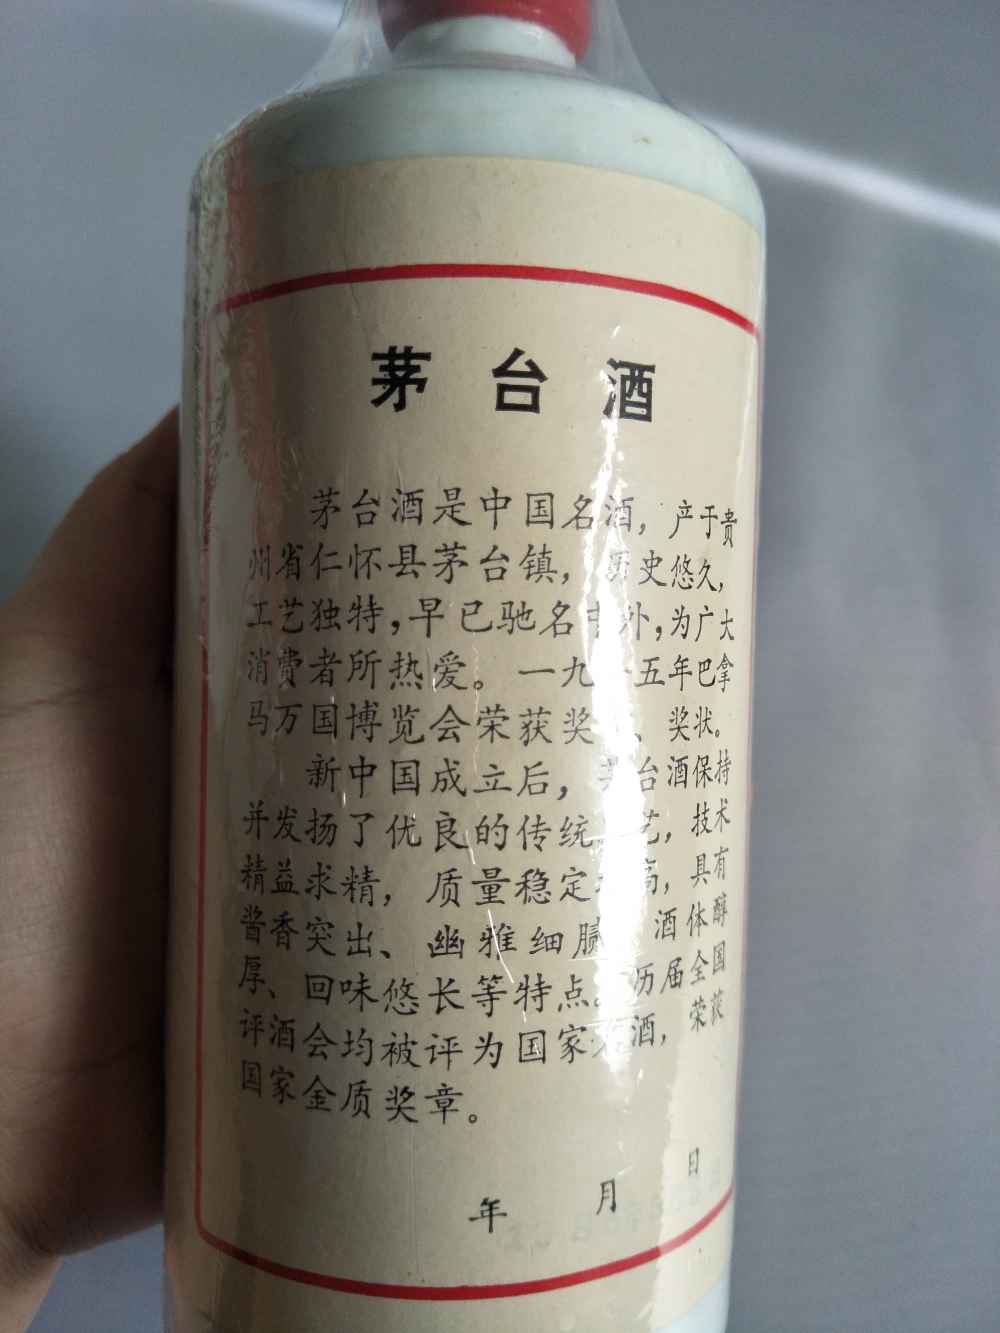 茅台酒
茅台酒是中国名酒,产于贵
州省仁怀县茅台镇,历史悠久,
工艺独特,早已驰名中外,为广大
消费者所热爱。一九一五年巴拿
马万国博览会荣获奖、奖状。
新中国成立后,茅台酒保持
并发扬了优良的传统工艺,技术
精益求精,质量稳定提高,具有
酱香突出、幽雅细腻、酒体醇
厚、回味悠长等特点。历届全国
评酒会均被评为国家名酒,荣获
国家金质奖章。
年 月 日